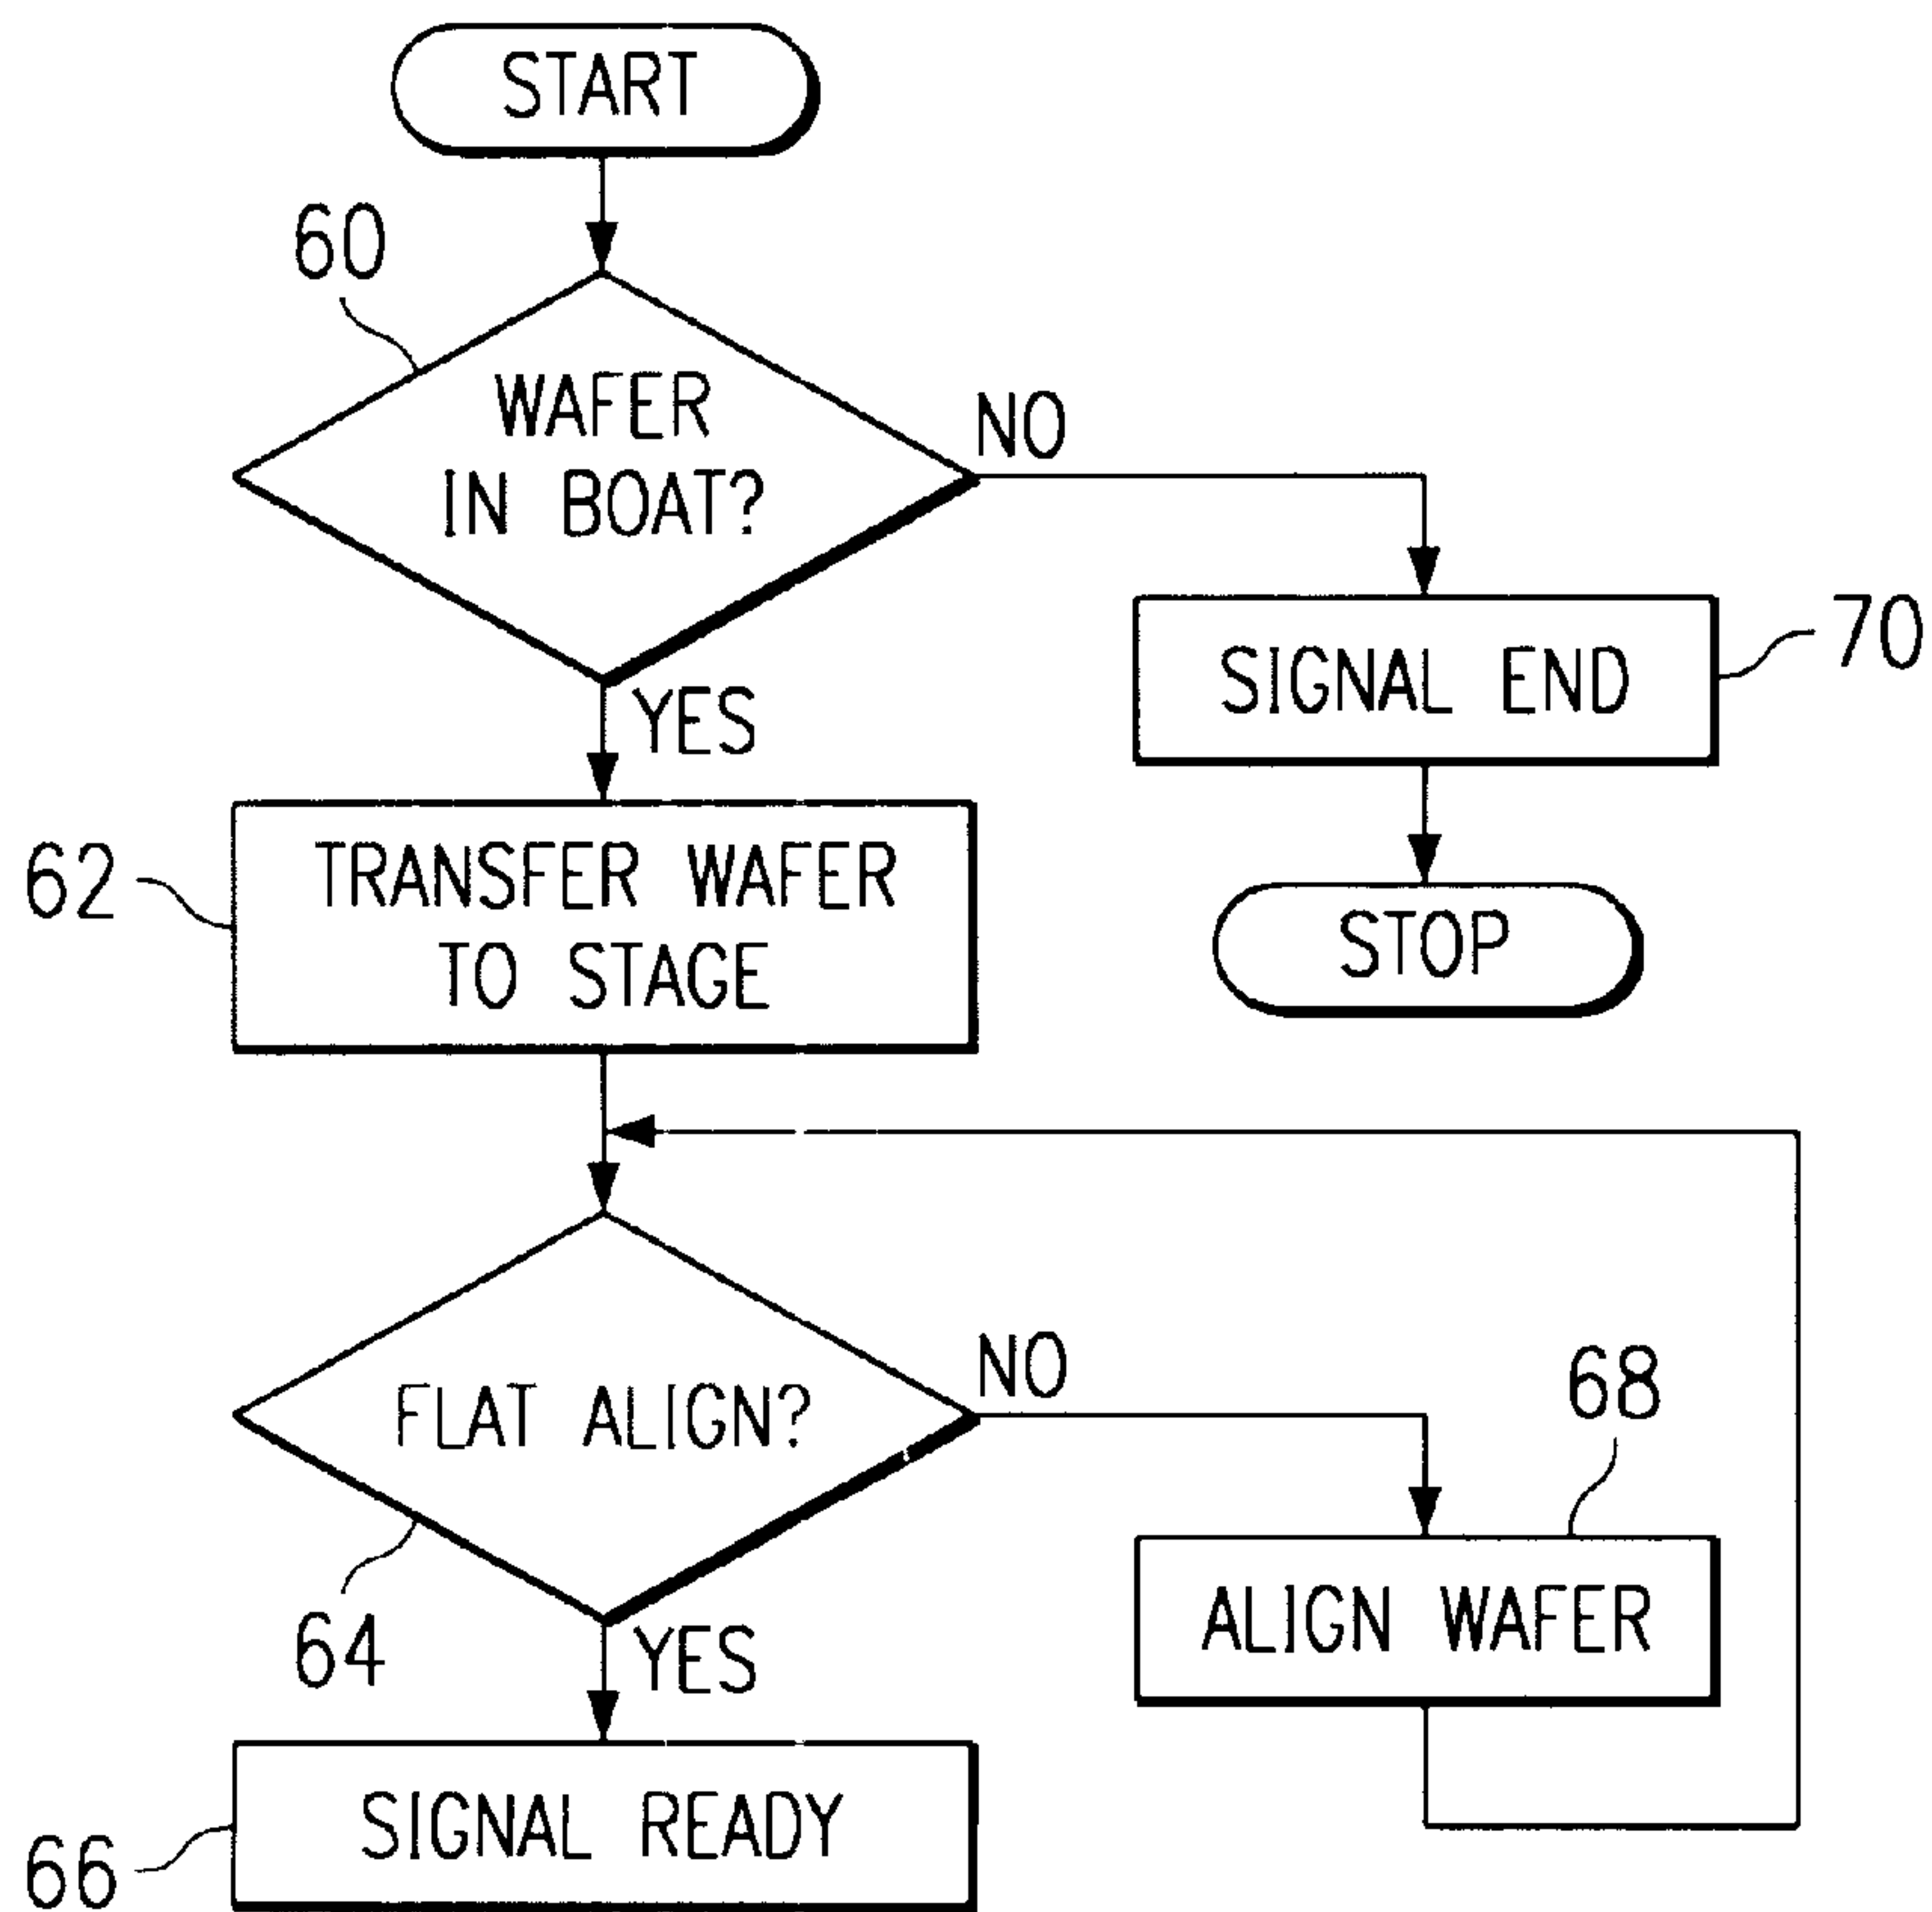 START
60
WAFER
IN BOAT?
NO
YES
SIGNAL END
70
62
TRANSFER WAFER
TO STAGE
STOP
FLAT ALIGN?
NO
68
64
YES
ALIGN WAFER
66
SIGNAL READY